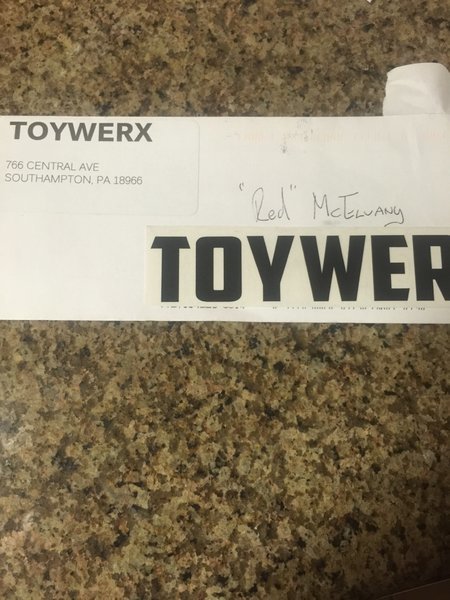 TOYWERX
766 CENTRAL AVE
SOUTHAMPTON, PA 18966
"Red" McELVANY
TOYWER